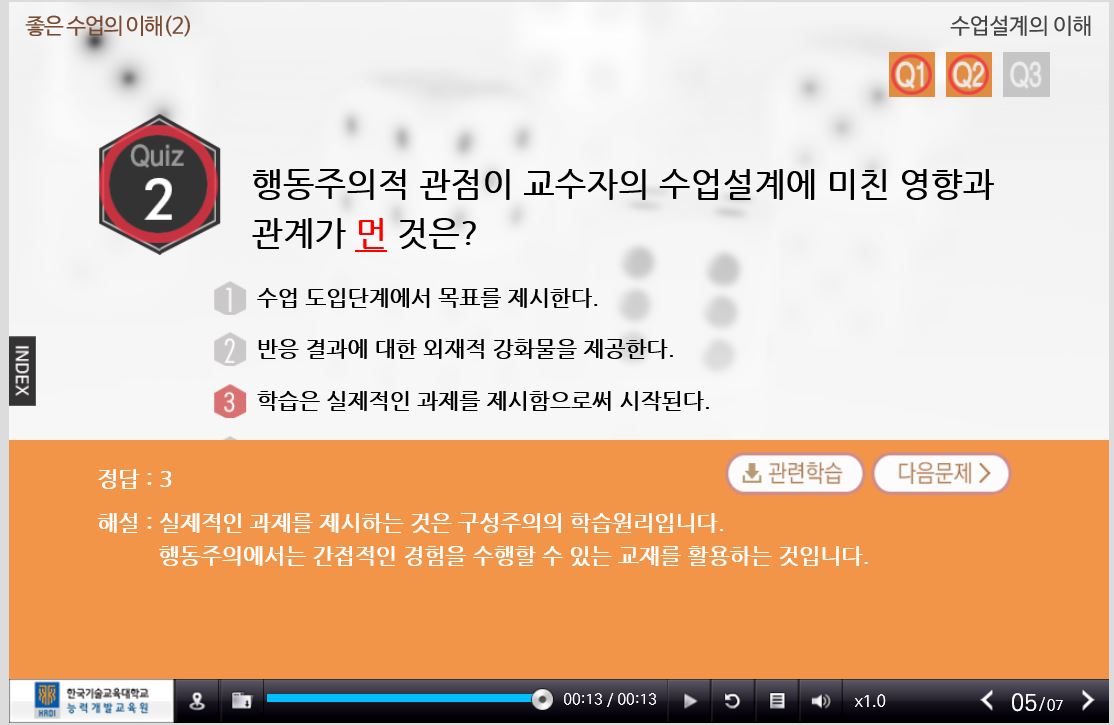 좋은 수업의 이해(2)
수업설계의 이해
Q1 Q2 Q3
Quiz
2
행동주의적 관점이 교수자의 수업설계에 미친 영향과
관계가 먼 것은?
1 수업 도입단계에서 목표를 제시한다.
2 반응 결과에 대한 외재적 강화물을 제공한다.
INDEX
3 학습은 실제적인 과제를 제시함으로써 시작된다.
정답 : 3
관련학습
다음문제 >
해설 : 실제적인 과제를 제시하는 것은 구성주의의 학습원리입니다.
행동주의에서는 간접적인 경험을 수행할 수 있는 교재를 활용하는 것입니다.
HRDI
한국기술교육대학교
능력개발교육원
00:13 / 00:13
x1.0
05/07